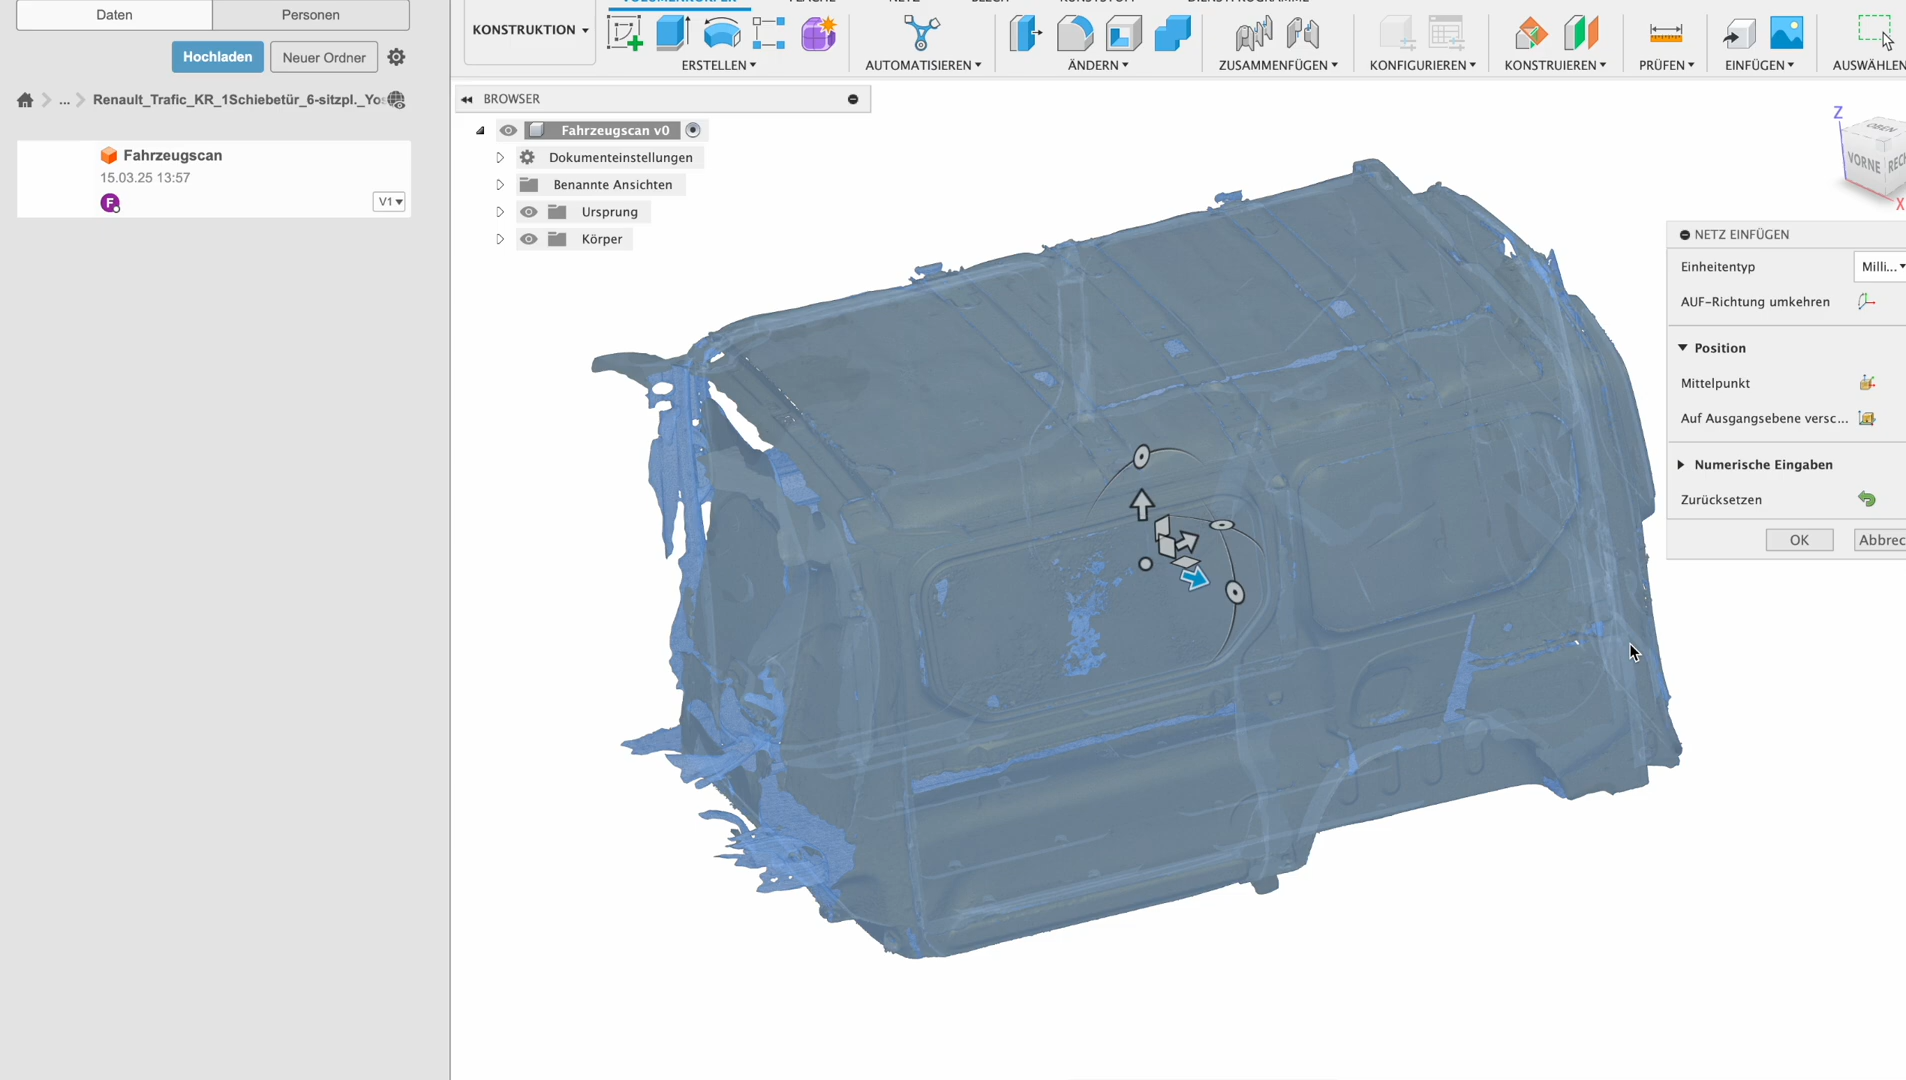 Daten
Personen
Hochladen
Neuer Ordner
...
Renault_Trafic_KR_1Schiebetür_6-sitzpl._Yo
Fahrzeugscan
15.03.25 13:57
F
V1
KONSTRUKTION
ERSTELLEN
AUTOMATISIEREN
ÄNDERN
ZUSAMMENFÜGEN
KONFIGURIEREN
KONSTRUIEREN
PRÜFEN
EINFÜGEN
AUSWÄHLEN
BROWSER
Fahrzeugscan v0
Dokumenteinstellungen
Benannte Ansichten
Ursprung
Körper
Z
OBEN
VORNE
RECH
X
NETZ EINFÜGEN
Einheitentyp
Milli...
AUF-Richtung umkehren
Position
Mittelpunkt
Auf Ausgangsebene versc...
Numerische Eingaben
Zurücksetzen
OK
Abbrec